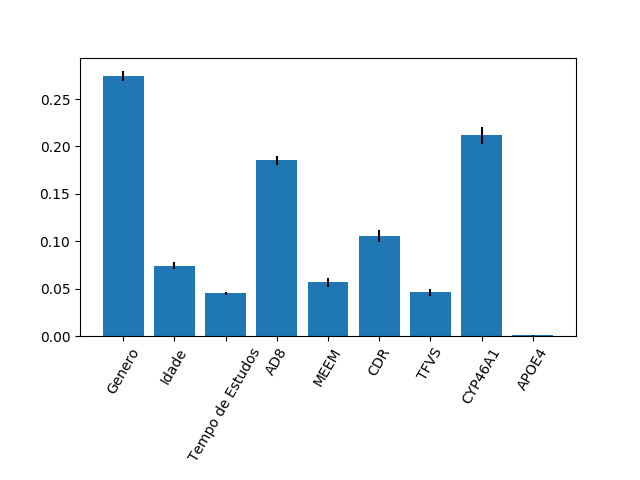 0.25
0.20
0.15
0.10
0.05
0.00
Genero
Idade
Tempo de Estudos
AD8
MEEM
CDR
TFVS
CYP46A1
APOE4